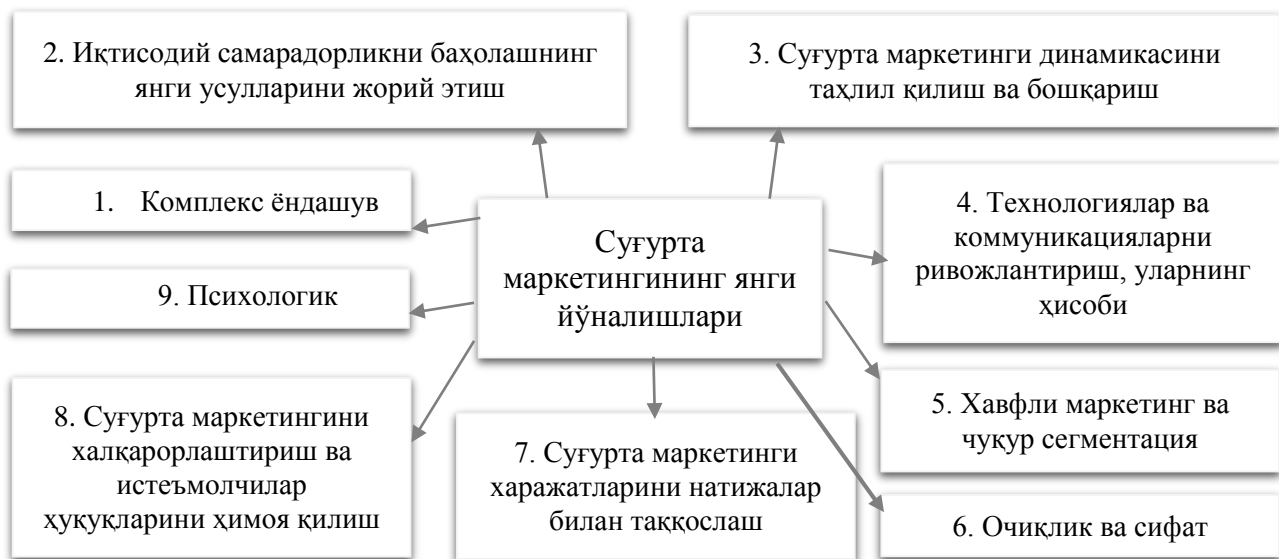 2. Иқтисодий самарадорликни баҳолашнинг
янги усулларини жорий этиш
3. Суғурта маркетинги динамикасини
таҳлил қилиш ва бошқариш
1. Комплекс ёндашув
Суғурта
маркетингининг янги
йўналишлари
4. Технологиялар ва
коммуникацияларни
ривожлантириш, уларнинг
ҳисоби
9. Психологик
8. Суғурта маркетингини
халқарорлаштириш ва
истеъмолчилар
ҳуқуқларини ҳимоя қилиш
7. Суғурта маркетинги
харажатларини натижалар
билан таққослаш
5. Хавфли маркетинг ва
чуқур сегментация
6. Очиқлик ва сифат